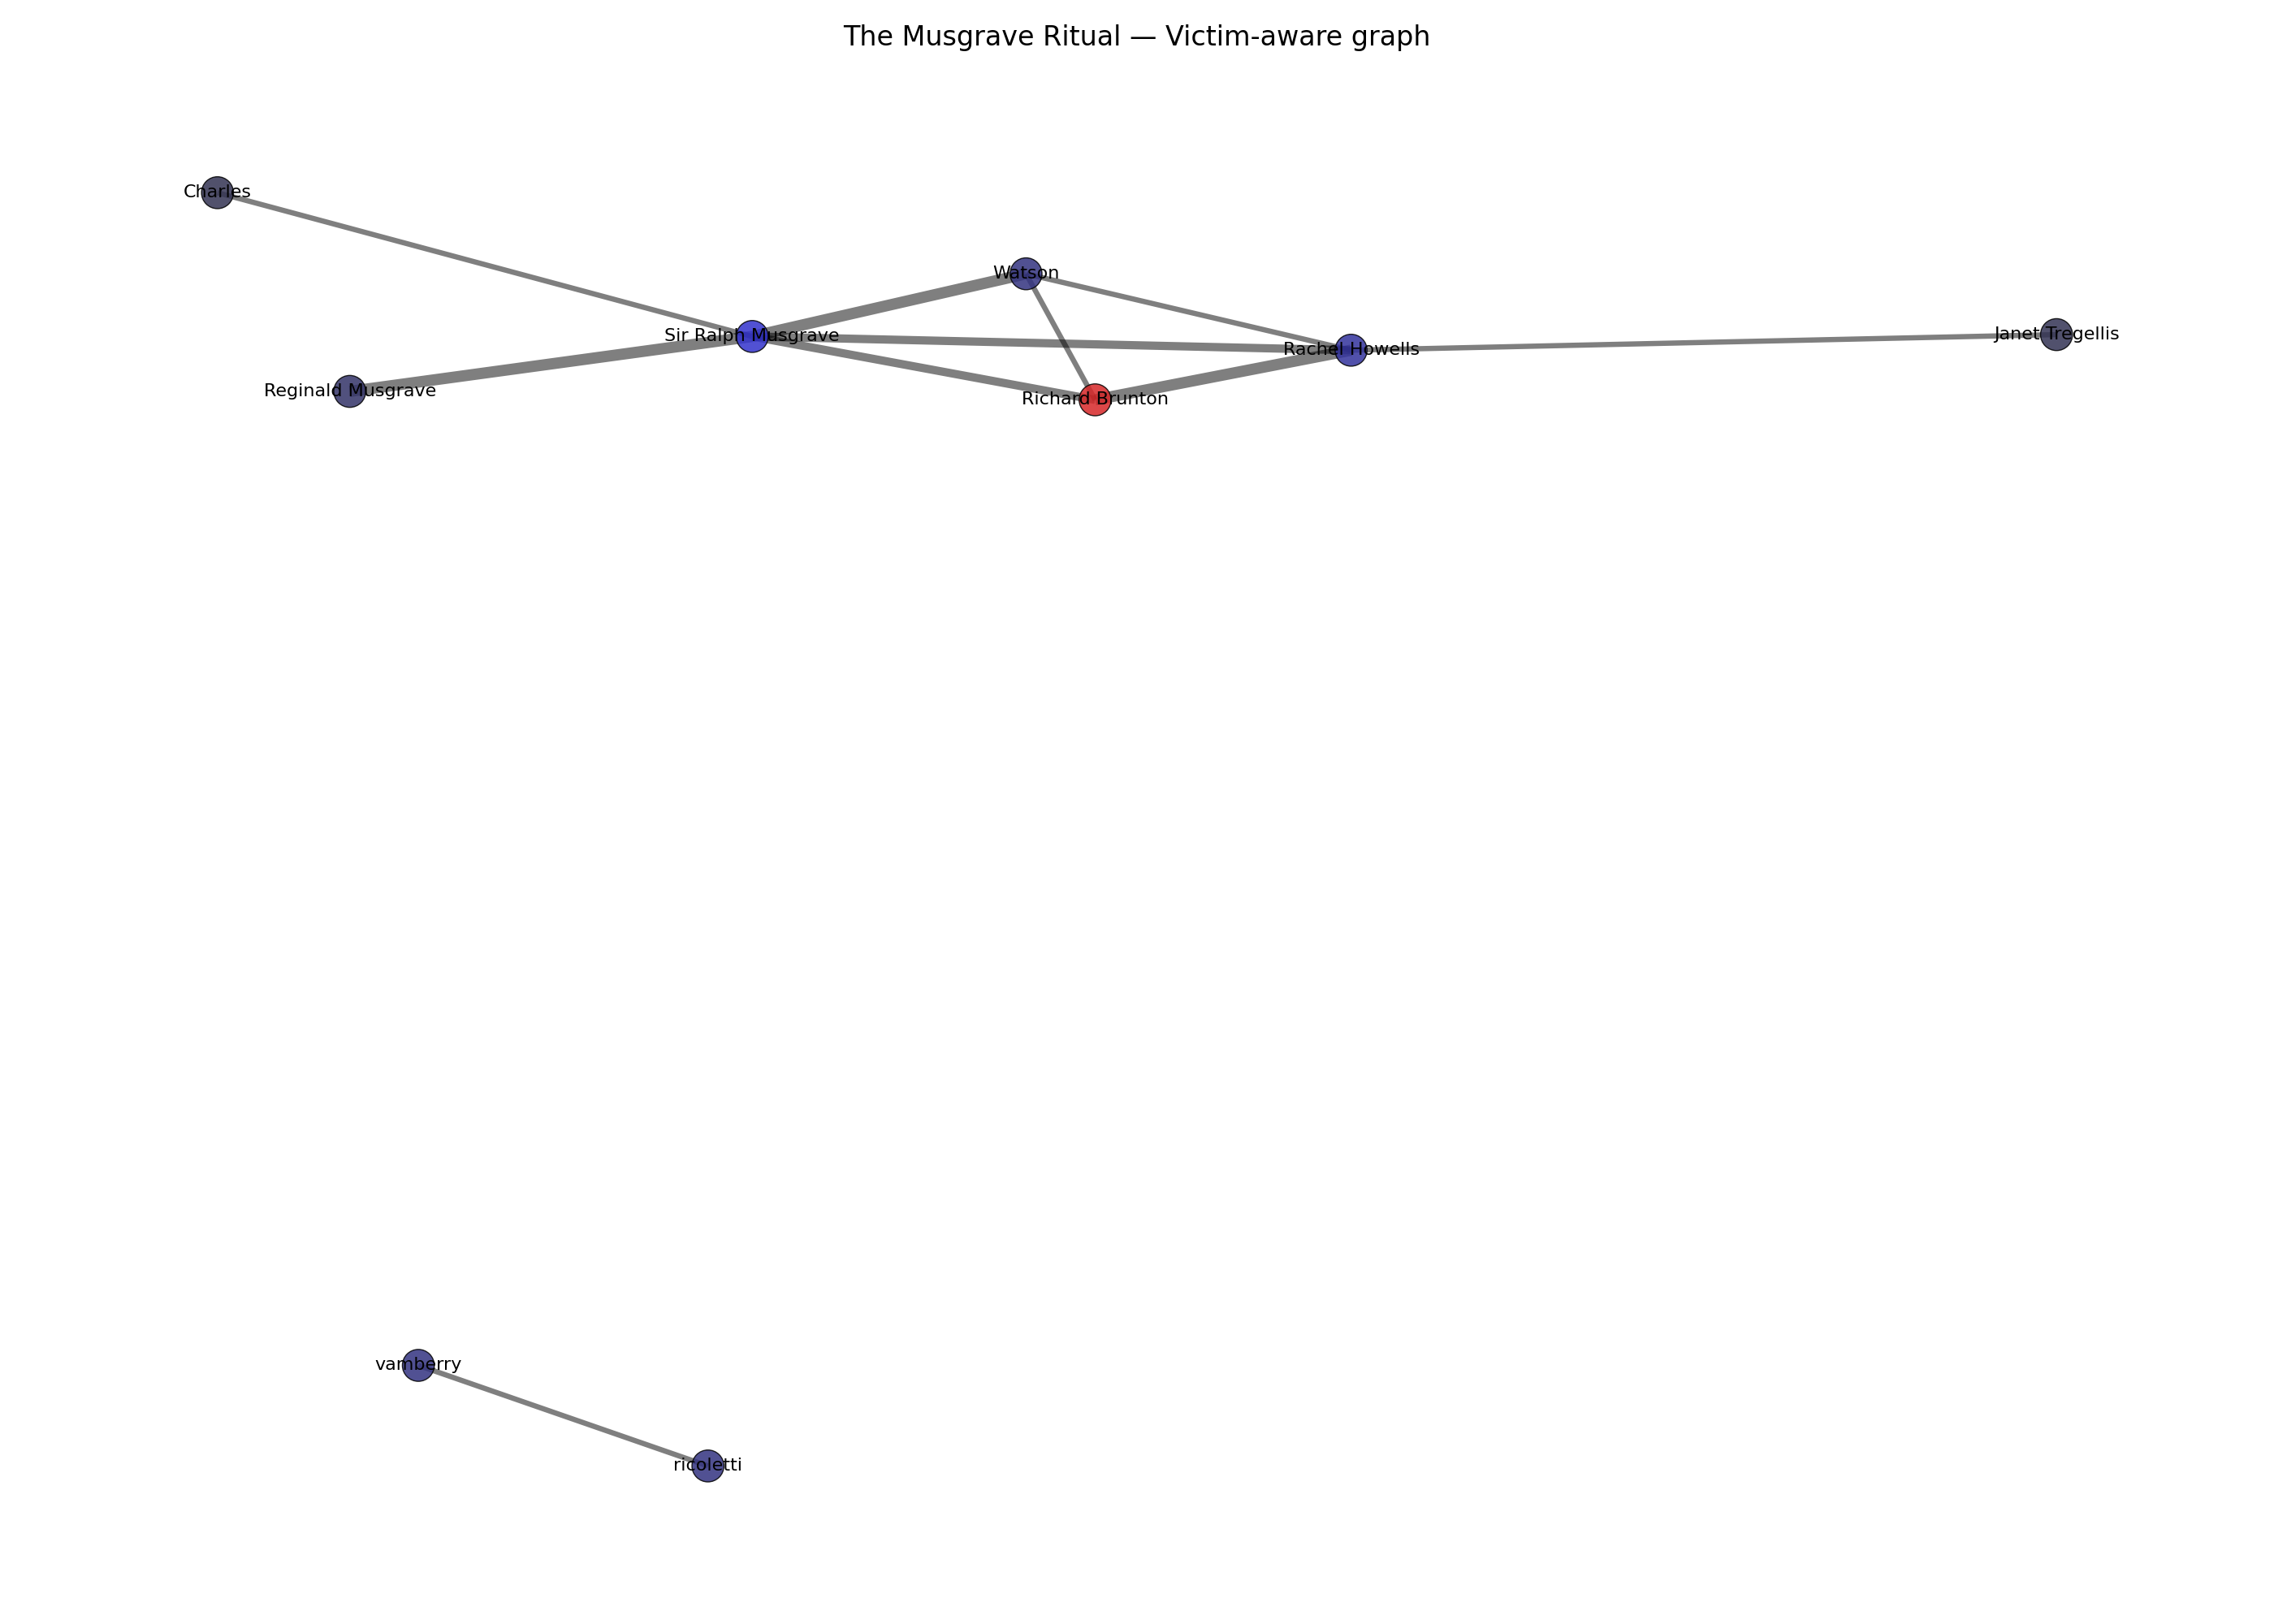 The Musgrave Ritual — Victim-aware graph
Charles
Watson
Sir Ralph Musgrave
Janet Tregellis
Rachel Howells
Reginald Musgrave
Richard Brunton
vamberry
ricoletti